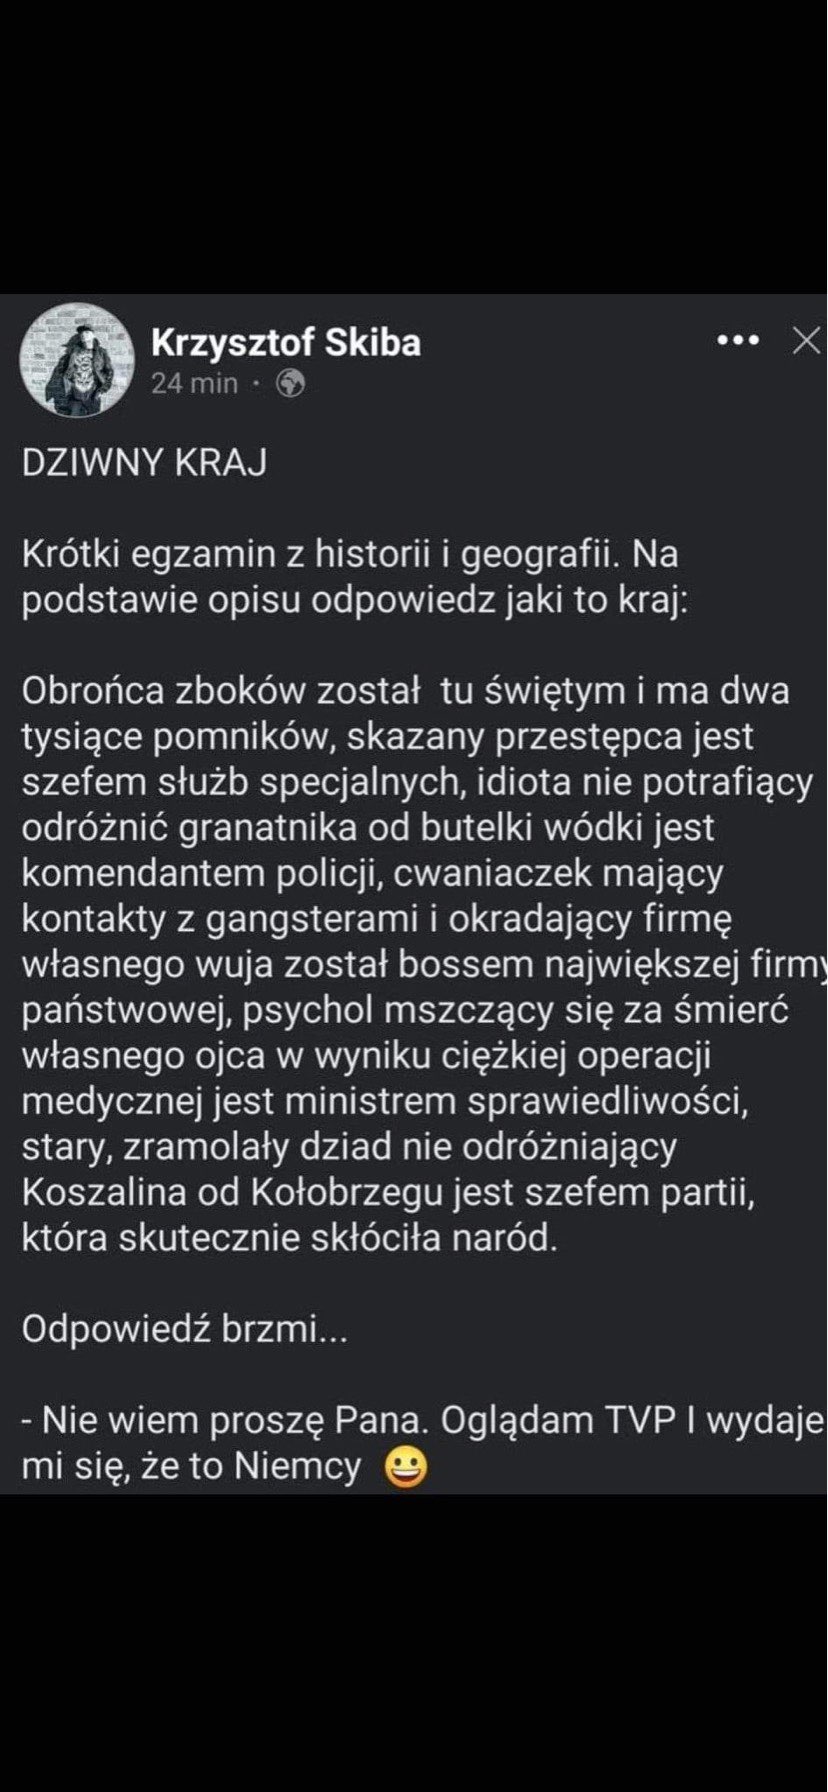 Krzysztof Skiba
24 min ·
DZIWNY KRAJ
Krótki egzamin z historii i geografii. Na
podstawie opisu odpowiedz jaki to kraj:
Obrońca zboków został  tu świętym i ma dwa
tysiące pomników, skazany przestępca jest
szefem służb specjalnych, idiota nie potrafiący
odróżnić granatnika od butelki wódki jest
komendantem policji, cwaniaczek mający
kontakty z gangsterami i okradający firmę
własnego wuja został bossem największej firmy
państwowej, psychol mszczący się za śmierć
własnego ojca w wyniku ciężkiej operacji
medycznej jest ministrem sprawiedliwości,
stary, zramolały dziad nie odróżniający
Koszalina od Kołobrzegu jest szefem partii,
która skutecznie skłóciła naród.
Odpowiedź brzmi...
- Nie wiem proszę Pana. Oglądam TVP I wydaje
mi się, że to Niemcy 😀